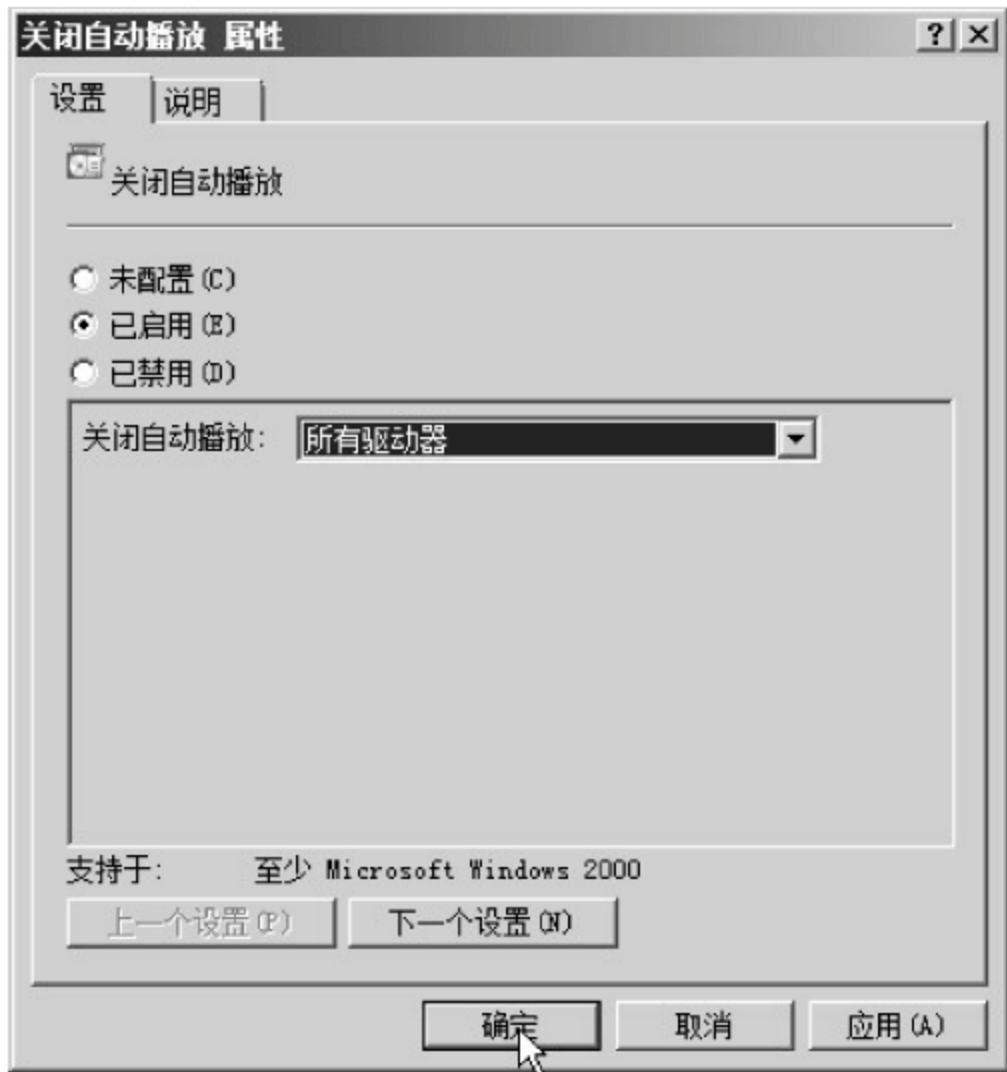 关闭自动播放 属性
设置 说明
关闭自动播放
未配置(C)
已启用(E)
已禁用(D)
关闭自动播放: 所有驱动器
支持于: 至少 Microsoft Windows 2000
上一个设置(P) 下一个设置(N)
确定 取消 应用(A)